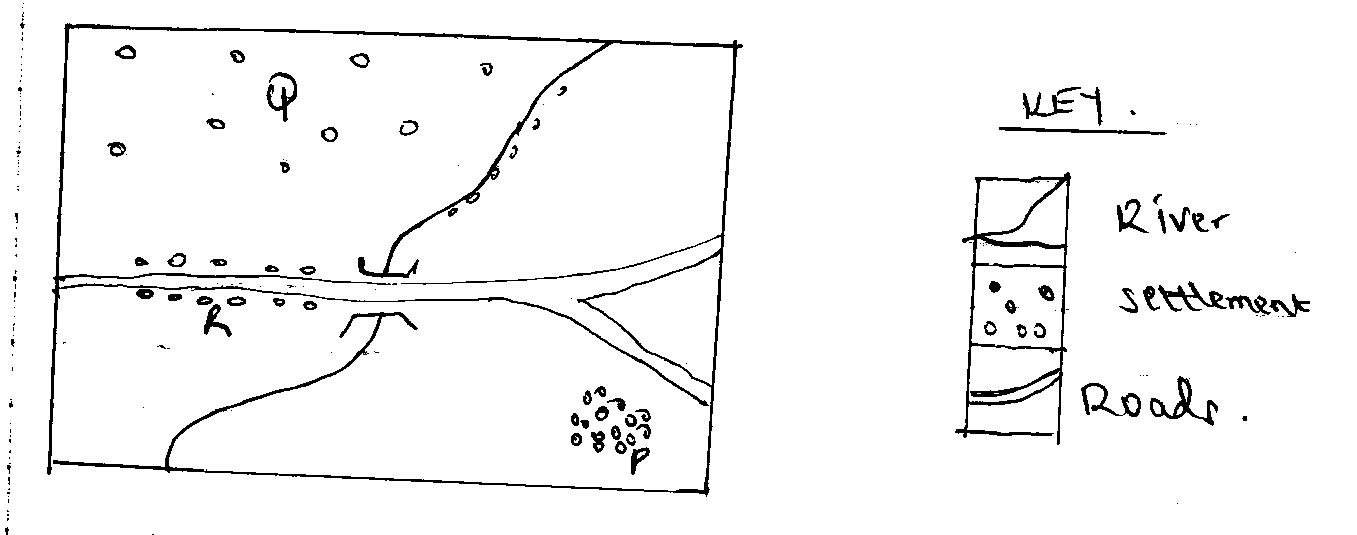 Q
R
P
KEY.
River
settlement
Roads.